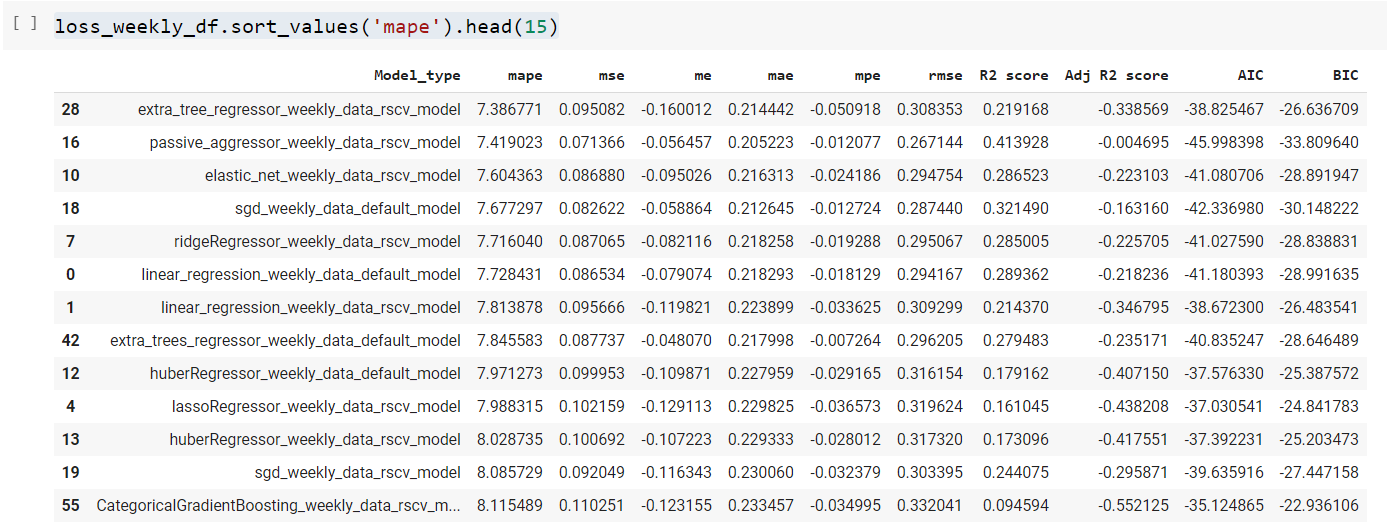 [ ] loss_weekly_df.sort_values('mape').head(15)
Model_type mape mse me mae mpe rmse R2 score Adj R2 score AIC BIC
28 extra_tree_regressor_weekly_data_rscv_model 7.386771 0.095082 -0.160012 0.214442 -0.050918 0.308353 0.219168 -0.338569 -38.825467 -26.636709
16 passive_aggressor_weekly_data_rscv_model 7.419023 0.071366 -0.056457 0.205223 -0.012077 0.267144 0.413928 -0.004695 -45.998398 -33.809640
10 elastic_net_weekly_data_rscv_model 7.604363 0.086880 -0.095026 0.216313 -0.024186 0.294754 0.286523 -0.223103 -41.080706 -28.891947
18 sgd_weekly_data_default_model 7.677297 0.082622 -0.058864 0.212645 -0.012724 0.287440 0.321490 -0.163160 -42.336980 -30.148222
7 ridgeRegressor_weekly_data_rscv_model 7.716040 0.087065 -0.082116 0.218258 -0.019288 0.295067 0.285005 -0.225705 -41.027590 -28.838831
0 linear_regression_weekly_data_default_model 7.728431 0.086534 -0.079074 0.218293 -0.018129 0.294167 0.289362 -0.218236 -41.180393 -28.991635
1 linear_regression_weekly_data_rscv_model 7.813878 0.095666 -0.119821 0.223899 -0.033625 0.309299 0.214370 -0.346795 -38.672300 -26.483541
42 extra_trees_regressor_weekly_data_default_model 7.845583 0.087737 -0.048070 0.217998 -0.007264 0.296205 0.279483 -0.235171 -40.835247 -28.646489
12 huberRegressor_weekly_data_default_model 7.971273 0.099953 -0.109871 0.227959 -0.029165 0.316154 0.179162 -0.407150 -37.576330 -25.387572
4 lassoRegressor_weekly_data_rscv_model 7.988315 0.102159 -0.129113 0.229825 -0.036573 0.319624 0.161045 -0.438208 -37.030541 -24.841783
13 huberRegressor_weekly_data_rscv_model 8.028735 0.100692 -0.107223 0.229333 -0.028012 0.317320 0.173096 -0.417551 -37.392231 -25.203473
19 sgd_weekly_data_rscv_model 8.085729 0.092049 -0.116343 0.230060 -0.032379 0.303395 0.244075 -0.295871 -39.635916 -27.447158
55 CategoricalGradientBoosting_weekly_data_rscv_m... 8.115489 0.110251 -0.123155 0.233457 -0.034995 0.332041 0.094594 -0.552125 -35.124865 -22.936106